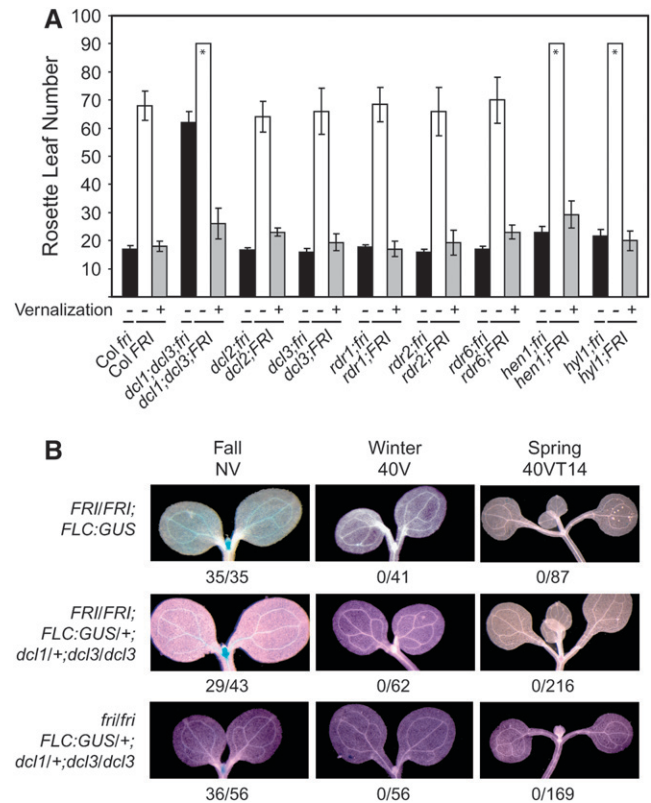 A
Rosette Leaf Number
100
90
80
70
60
50
40
30
20
10
* * *
Vernalization - - + - - + - - + - - + - - + - - + - - + - - + - - +
Col fri
Col FRI
dcl1;dcl3;fri
dcl1;dcl3;FRI
dcl2;fri
dcl2;FRI
dcl3;fri
dcl3;FRI
rdr1;fri
rdr1;FRI
rdr2;fri
rdr2;FRI
rdr6;fri
rdr6;FRI
hen1;fri
hen1;FRI
hyl1;fri
hyl1;FRI
B
Fall Winter Spring
NV 40V 40VT14
FRI/FRI;
FLC:GUS
35/35 0/41 0/87
FRI/FRI;
FLC:GUS/+;
dcl1/+;dcl3/dcl3
29/43 0/62 0/216
fri/fri
FLC:GUS/+;
dcl1/+;dcl3/dcl3
36/56 0/56 0/169